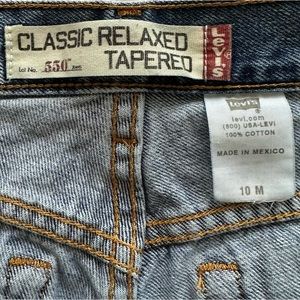 CLASSIC RELAXED
TAPERED
Lot No. 550
Levi's
Levi's
levi.com
(800) USA-LEVI
100% COTTON
MADE IN MEXICO
10 M